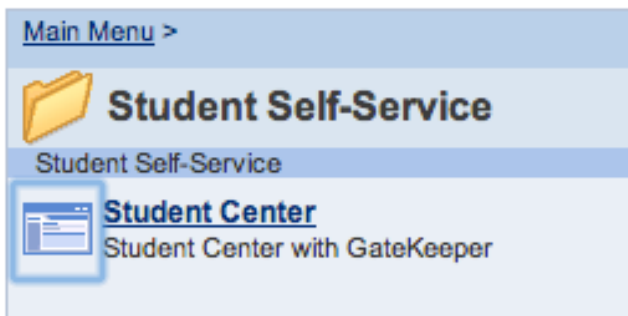 Main Menu >
Student Self-Service
Student Self-Service
Student Center
Student Center with GateKeeper